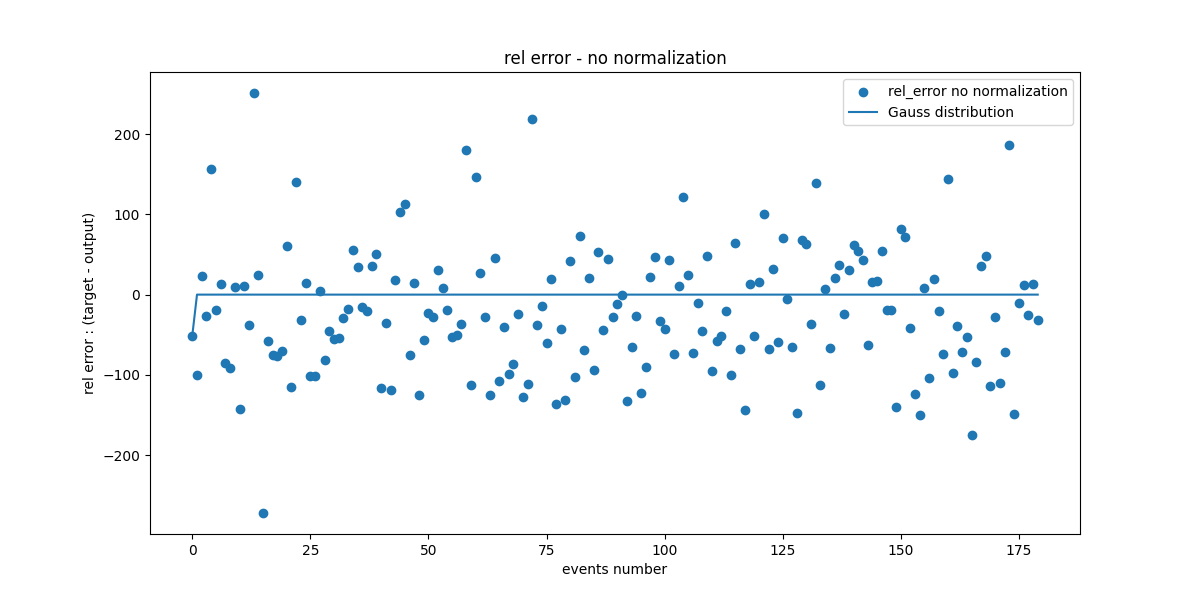 rel error - no normalization
rel_error no normalization
Gauss distribution
rel error : (target - output)
200
100
0
−100
−200
0 25 50 75 100 125 150 175
events number